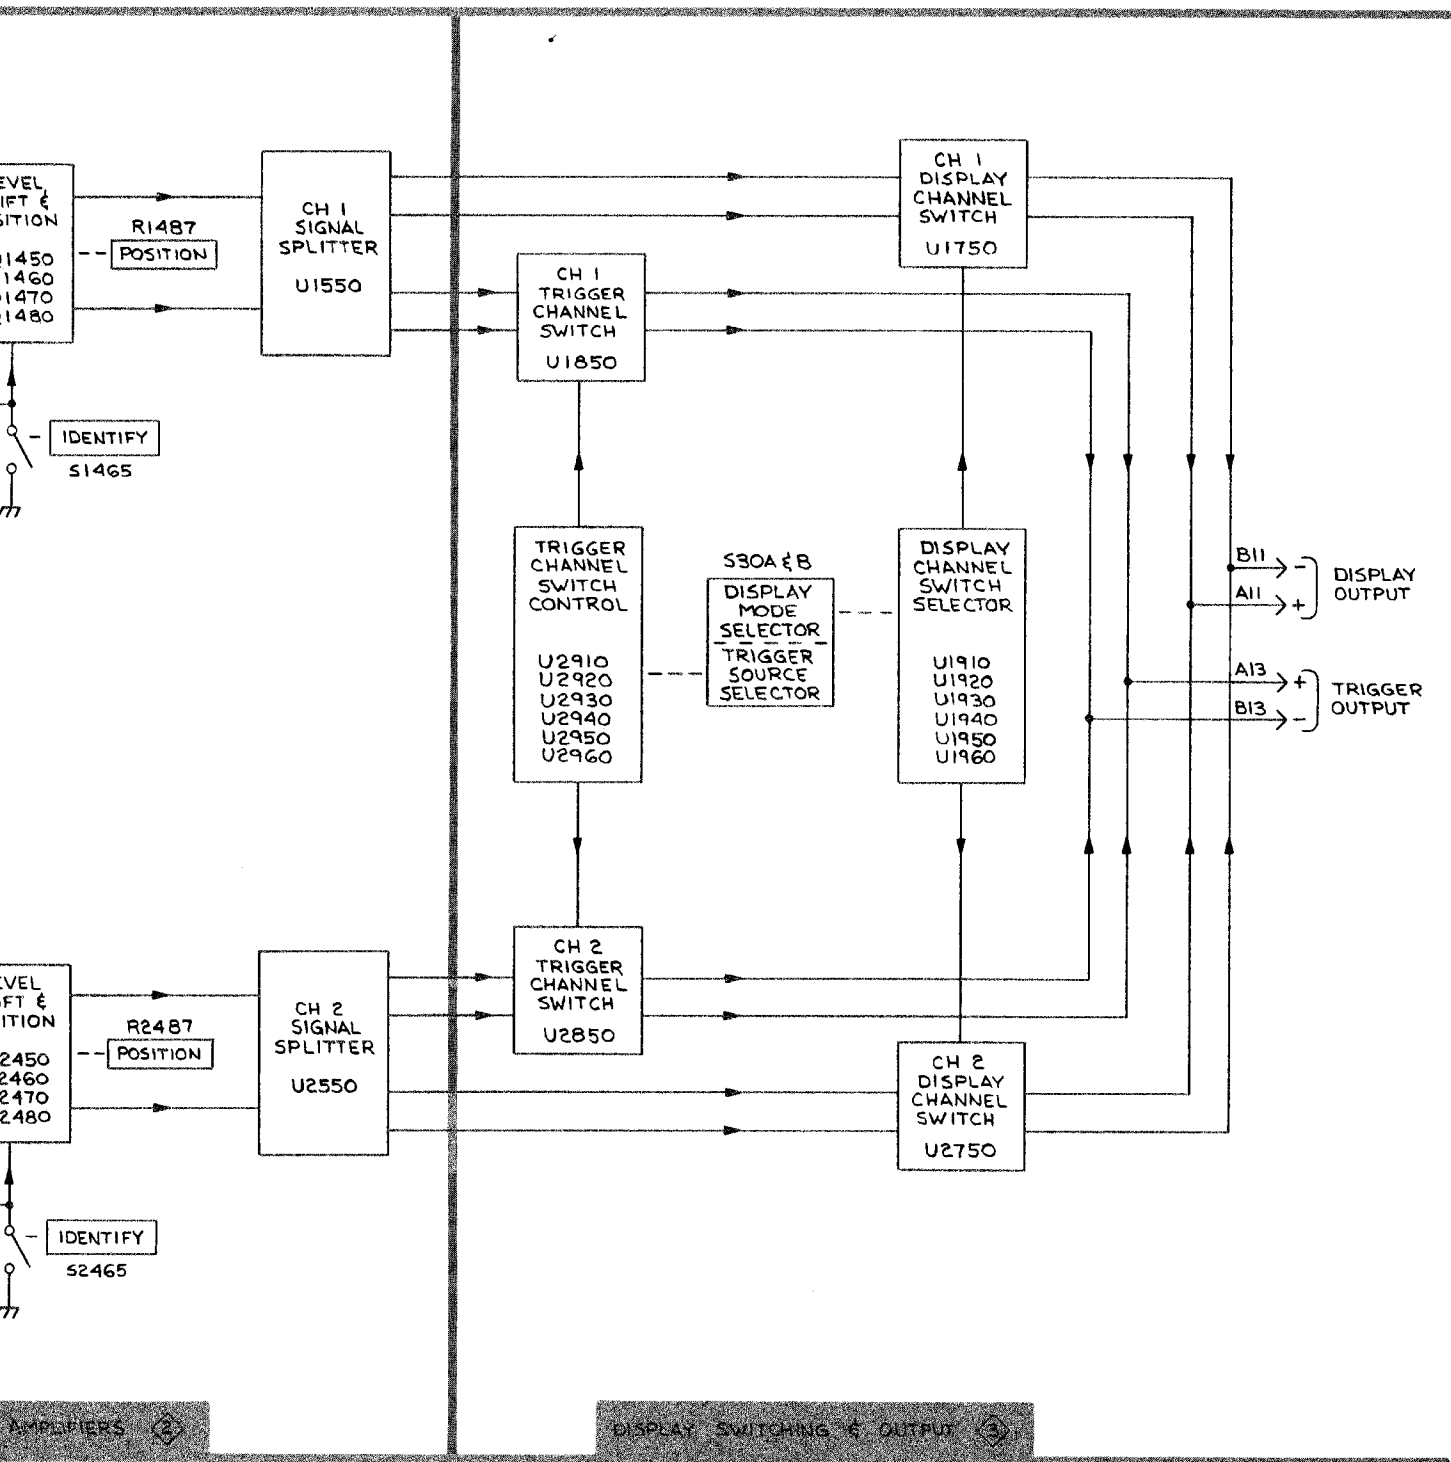 EVEL
IFT &
SITION
1450
1460
1470
1480
R1487
POSITION
CH 1
SIGNAL
SPLITTER
U1550
IDENTIFY
S1465
CH 1
TRIGGER
CHANNEL
SWITCH
U1850
CH 1
DISPLAY
CHANNEL
SWITCH
U1750
TRIGGER
CHANNEL
SWITCH
CONTROL
U2910
U2920
U2930
U2940
U2950
U2960
S30A & B
DISPLAY
MODE
SELECTOR
TRIGGER
SOURCE
SELECTOR
DISPLAY
CHANNEL
SWITCH
SELECTOR
U1910
U1920
U1930
U1940
U1950
U1960
B11 -
A11 +
DISPLAY
OUTPUT
A13 +
B13 -
TRIGGER
OUTPUT
EVEL
IFT &
ITION
2450
2460
2470
2480
R2487
POSITION
CH 2
SIGNAL
SPLITTER
U2550
IDENTIFY
S2465
CH 2
TRIGGER
CHANNEL
SWITCH
U2850
CH 2
DISPLAY
CHANNEL
SWITCH
U2750
AMPLIFIERS 2
DISPLAY SWITCHING & OUTPUT 3